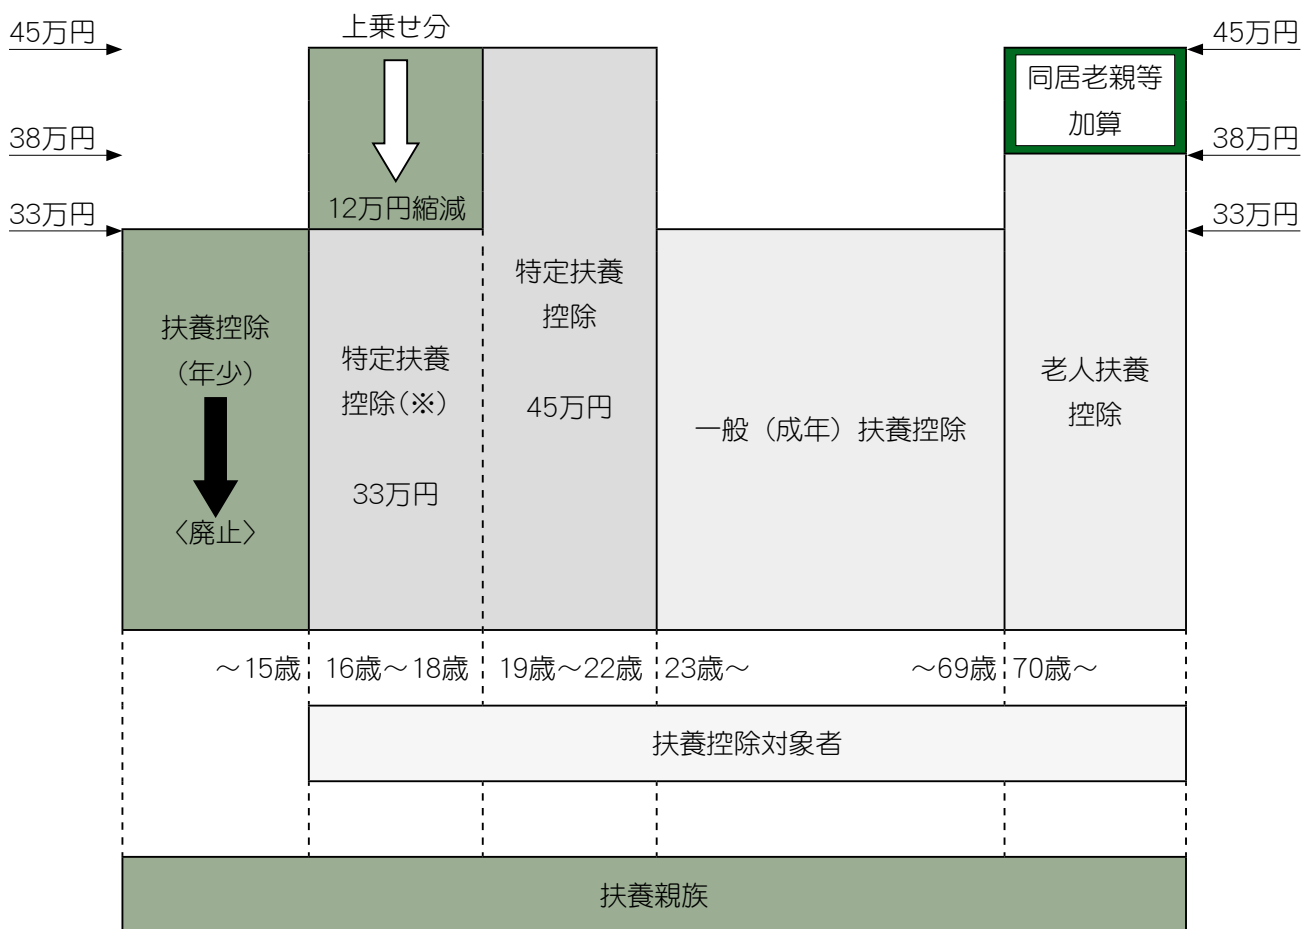 上乗せ分
45万円
45万円
同居老親等
加算
38万円
38万円
12万円縮減
33万円
33万円
扶養控除
（年少）
〈廃止〉
特定扶養
控除（※）
33万円
特定扶養
控除
45万円
一般（成年）扶養控除
老人扶養
控除
～15歳
16歳～18歳
19歳～22歳
23歳～
～69歳
70歳～
扶養控除対象者
扶養親族